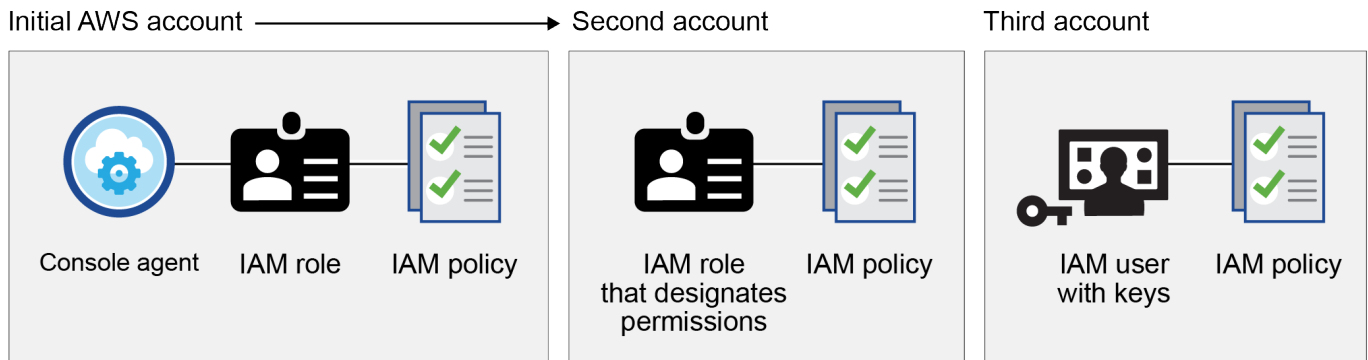 Initial AWS account
Second account
Third account
Console agent
IAM role
IAM policy
IAM role
that designates
permissions
IAM policy
IAM user
with keys
IAM policy